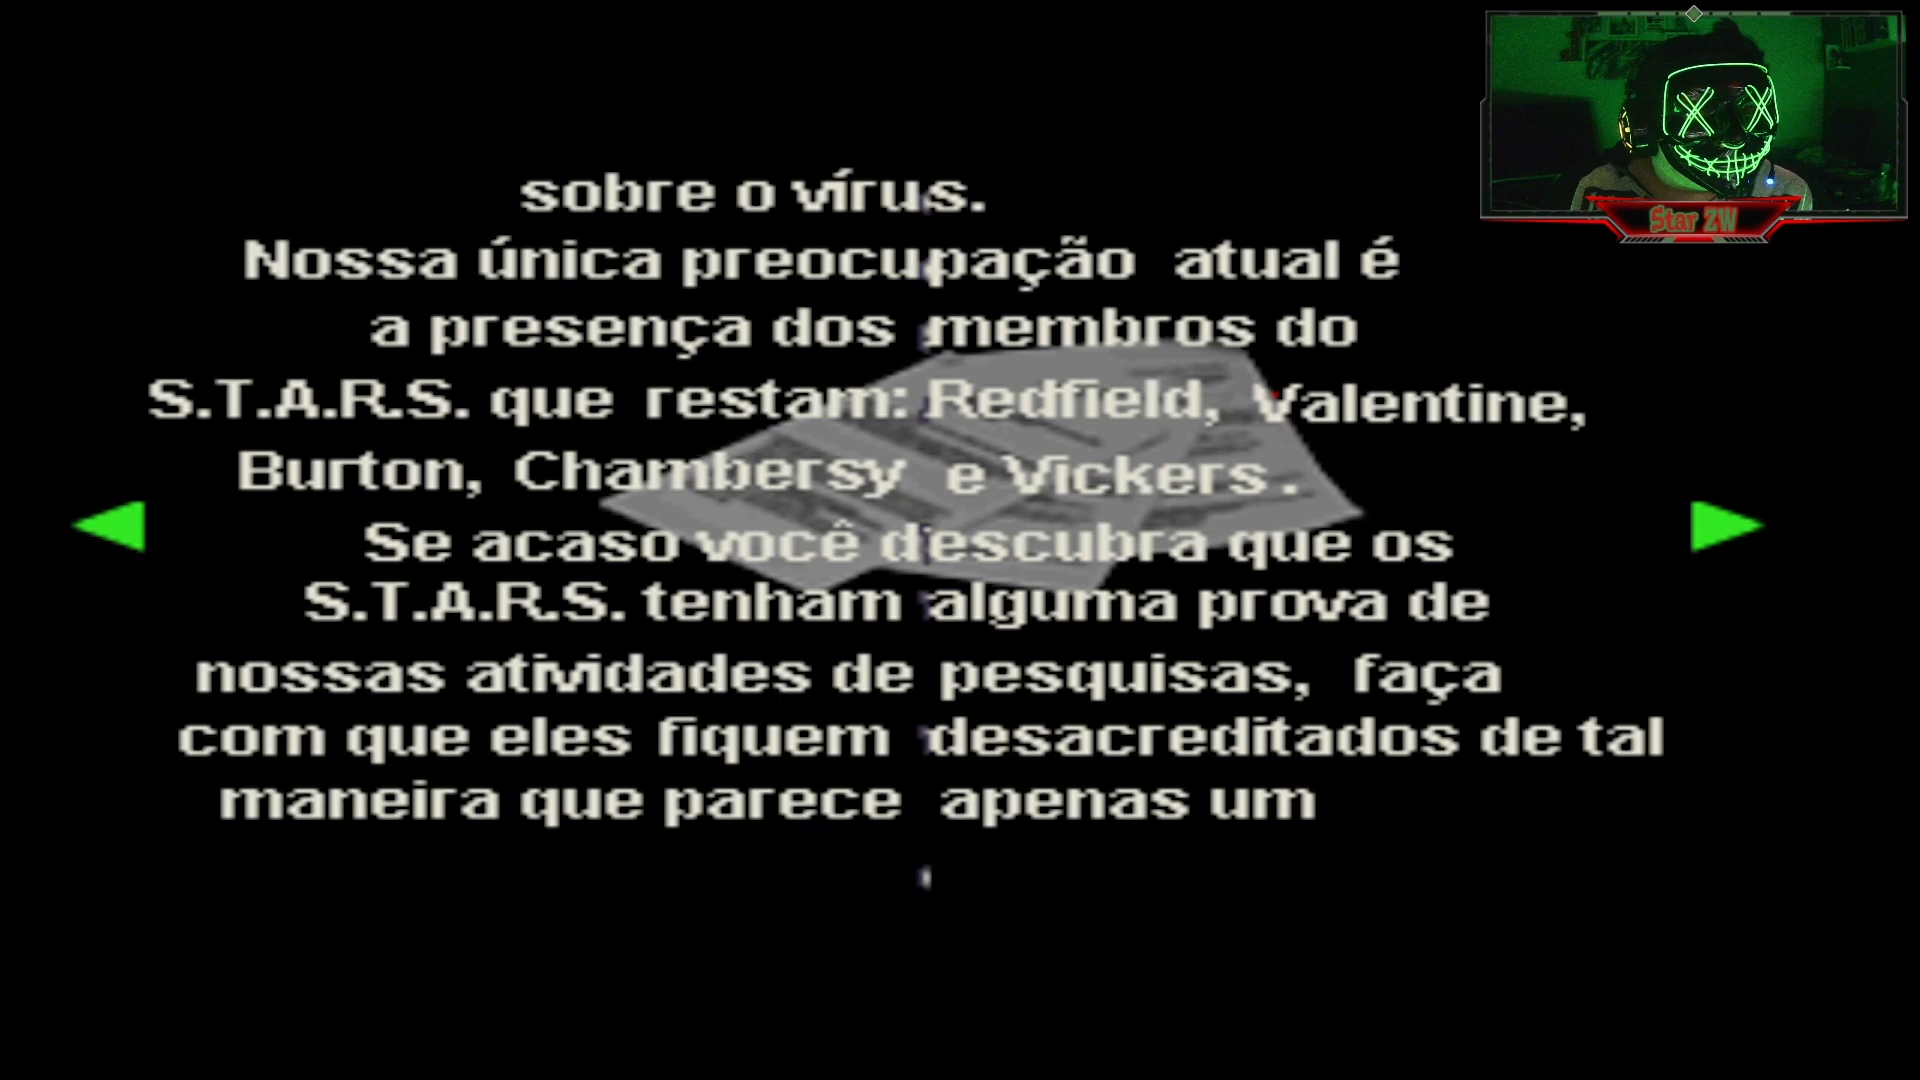 Star ZW
sobre o vírus.
Nossa única preocupação atual é
a presença dos membros do
S.T.A.R.S. que restam: Redfield, Valentine,
Burton, Chambersy e Vickers.
Se acaso você descubra que os
S.T.A.R.S. tenham alguma prova de
nossas atividades de pesquisas, faça
com que eles fiquem desacreditados de tal
maneira que parece apenas um